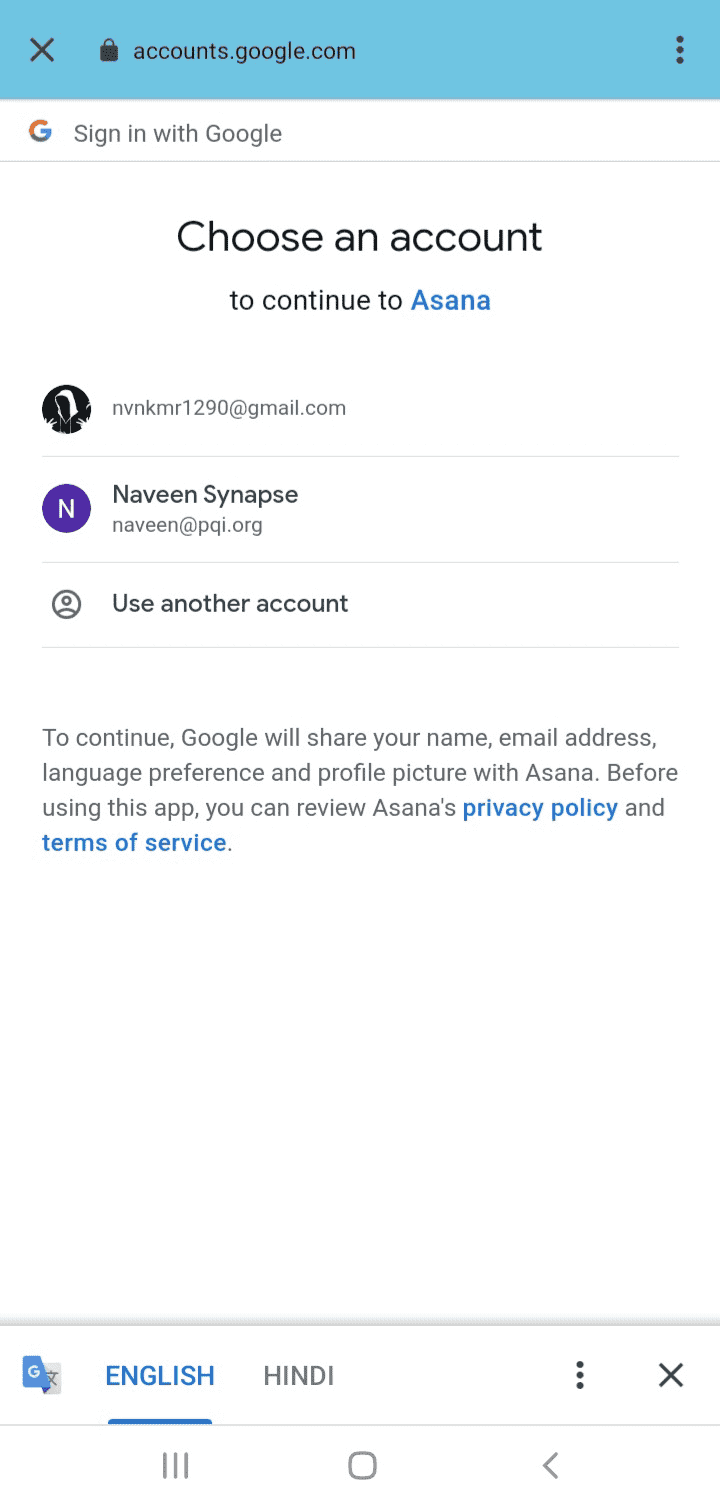 accounts.google.com
Sign in with Google
Choose an account
to continue to Asana
nvnkmr1290@gmail.com
N
Naveen Synapse
naveen@pqi.org
Use another account
To continue, Google will share your name, email address,
language preference and profile picture with Asana. Before
using this app, you can review Asana's privacy policy and
terms of service.
G 文 ENGLISH HINDI